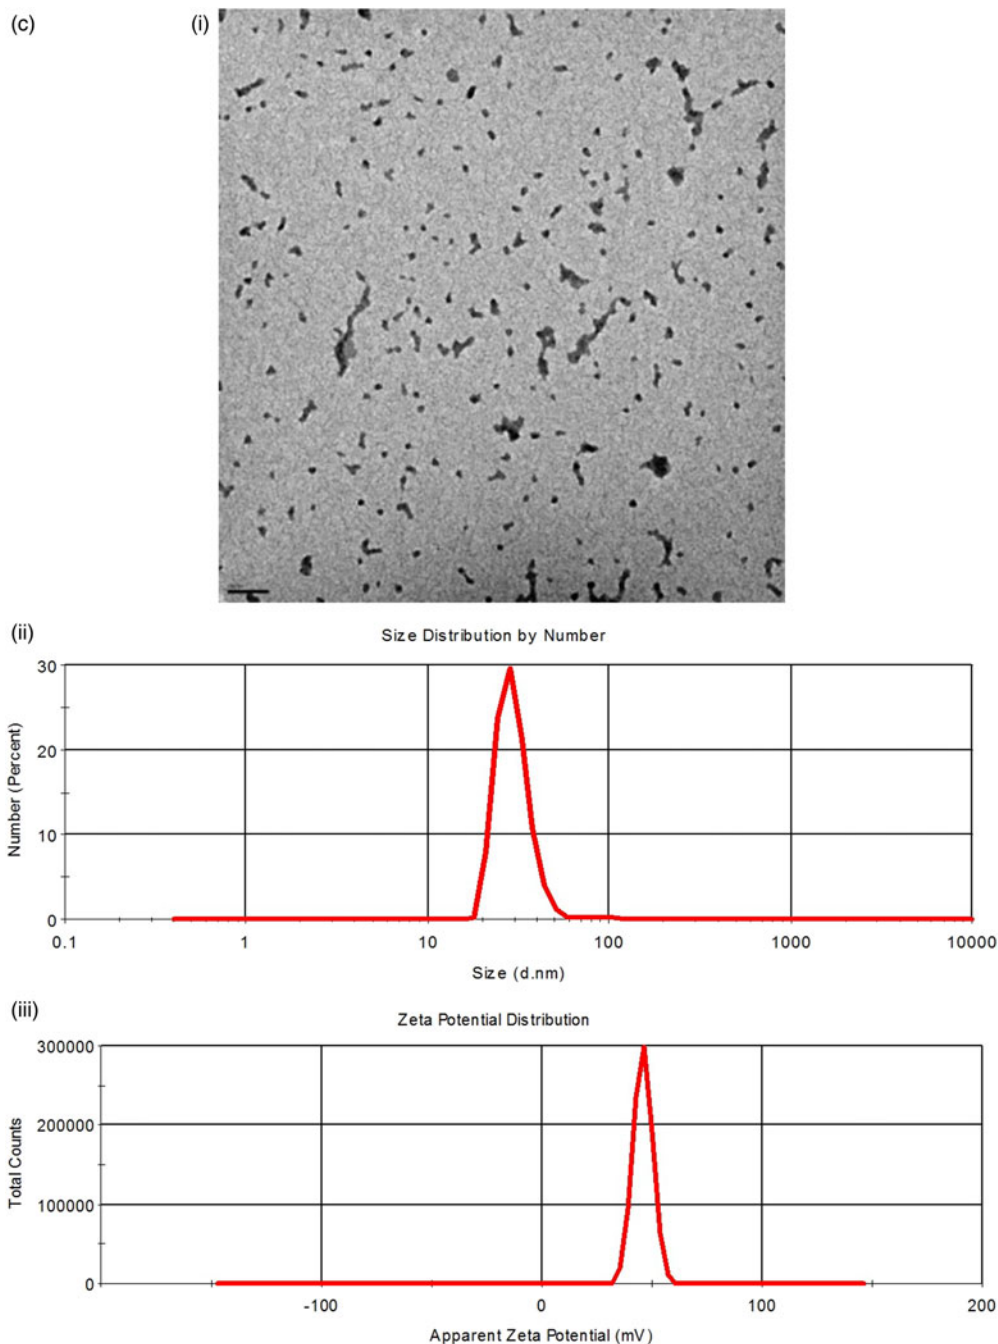 (c)
(i)
(ii)
Size Distribution by Number
30
20
10
0
Number (Percent)
0.1 1 10 100 1000 10000
Size (d.nm)
(iii)
Zeta Potential Distribution
300000
200000
100000
0
Total Counts
-100 0 100 200
Apparent Zeta Potential (mV)